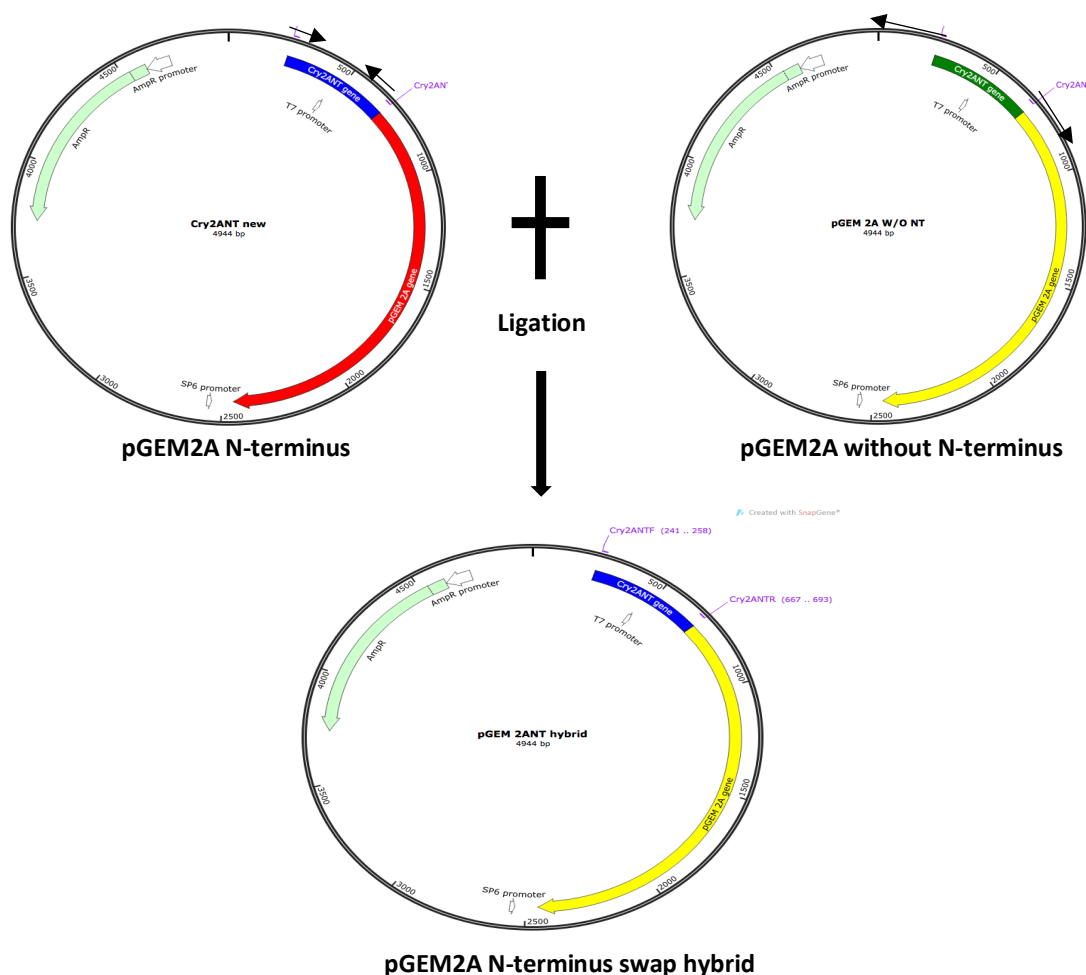 4500
AmpR promoter
AmpR
4000
3500
3000
500
Cry2AN
Cry2ANT gene
T7 promoter
1000
1500
pGEM 2A gene
2000
2500
SP6 promoter
Cry2ANT new
4944 bp
pGEM2A N-terminus
Ligation
4500
AmpR promoter
AmpR
4000
3500
3000
500
Cry2AN
Cry2ANT gene
T7 promoter
1000
1500
pGEM 2A gene
2000
2500
SP6 promoter
pGEM 2A W/O NT
4944 bp
pGEM2A without N-terminus
Created with SnapGene®
Cry2ANTF (241 .. 258)
Cry2ANTR (667 .. 693)
4500
AmpR promoter
AmpR
4000
3500
3000
500
Cry2ANT gene
T7 promoter
1000
1500
pGEM 2A gene
2000
2500
SP6 promoter
pGEM 2ANT hybrid
4944 bp
pGEM2A N-terminus swap hybrid